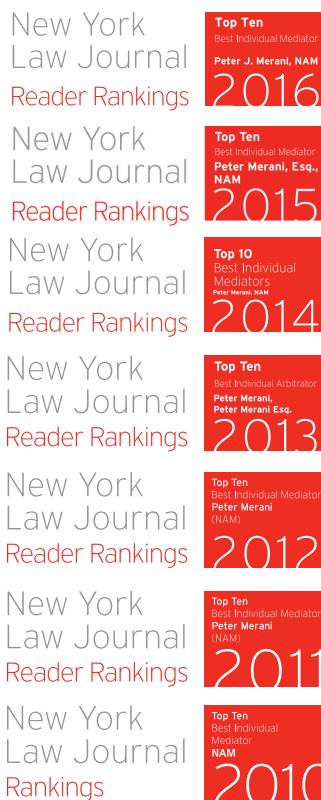 New York
Law Journal
Reader Rankings
Top Ten
Best Individual Mediator
Peter J. Merani, NAM
2016
New York
Law Journal
Reader Rankings
Top Ten
Best Individual Mediator
Peter Merani, Esq.,
NAM
2015
New York
Law Journal
Reader Rankings
Top 10
Best Individual
Mediators
Peter Merani, NAM
2014
New York
Law Journal
Reader Rankings
Top Ten
Best Individual Arbitrator
Peter Merani,
Peter Merani Esq.
2013
New York
Law Journal
Reader Rankings
Top Ten
Best Individual Mediator
Peter Merani
(NAM)
2012
New York
Law Journal
Reader Rankings
Top Ten
Best Individual Mediator
Peter Merani
(NAM)
2011
New York
Law Journal
Rankings
Top Ten
Best Individual
Mediator
NAM
2010